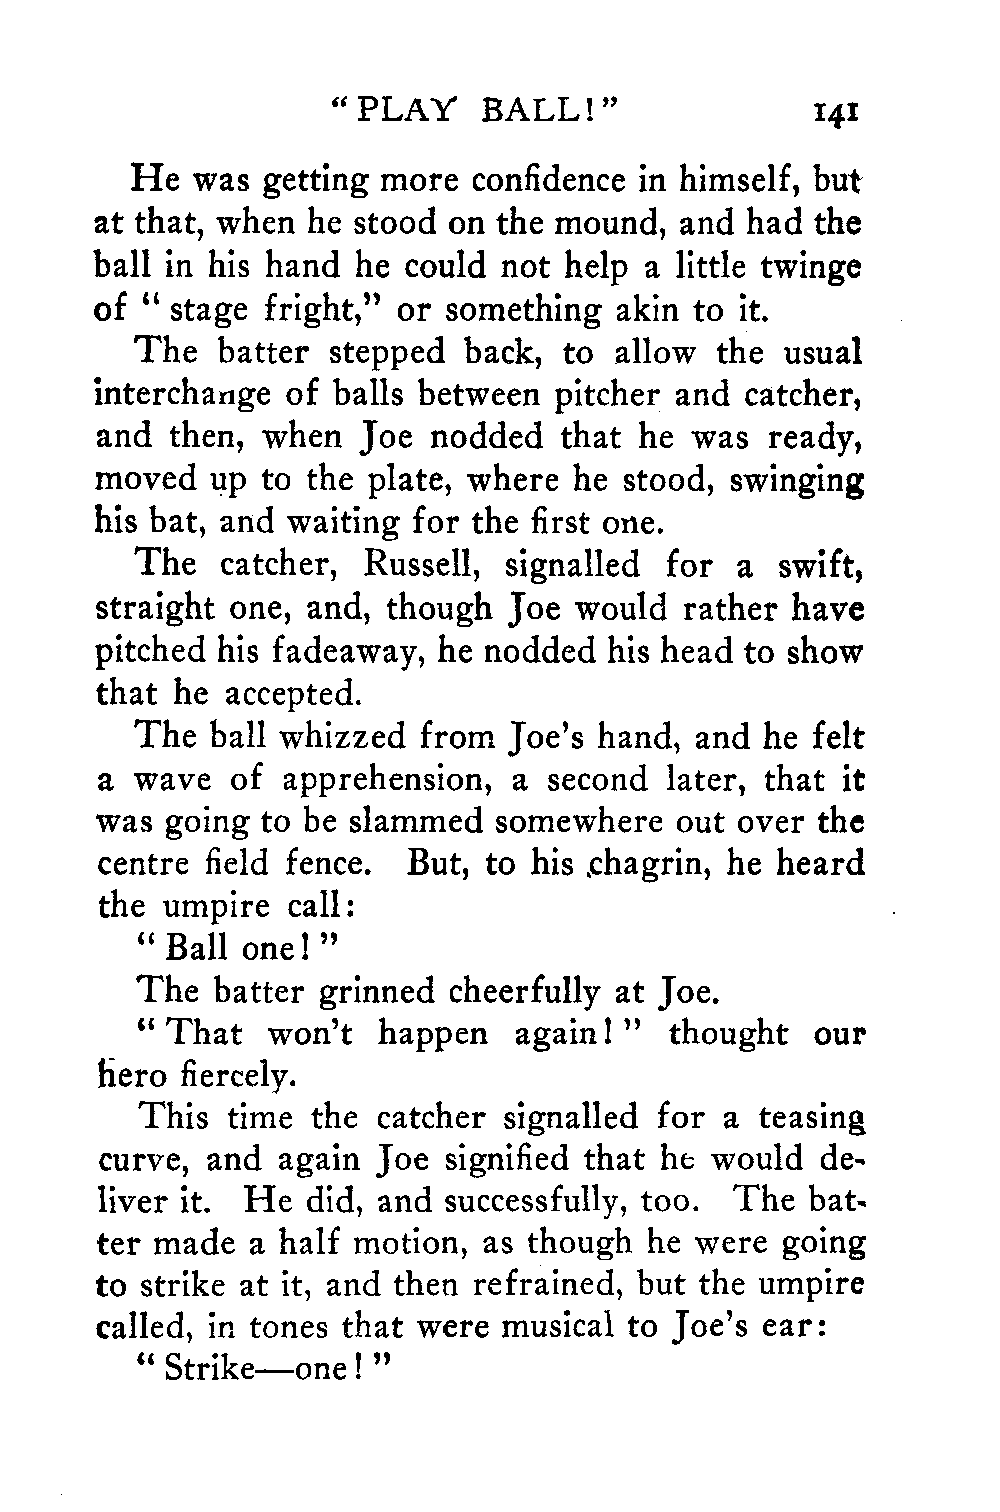 "PLAY BALL!" 141
He was getting more confidence in himself, but
at that, when he stood on the mound, and had the
ball in his hand he could not help a little twinge
of "stage fright," or something akin to it.
The batter stepped back, to allow the usual
interchange of balls between pitcher and catcher,
and then, when Joe nodded that he was ready,
moved up to the plate, where he stood, swinging
his bat, and waiting for the first one.
The catcher, Russell, signalled for a swift,
straight one, and, though Joe would rather have
pitched his fadeaway, he nodded his head to show
that he accepted.
The ball whizzed from Joe's hand, and he felt
a wave of apprehension, a second later, that it
was going to be slammed somewhere out over the
centre field fence. But, to his chagrin, he heard
the umpire call:
"Ball one!"
The batter grinned cheerfully at Joe.
"That won't happen again!" thought our
hero fiercely.
This time the catcher signalled for a teasing
curve, and again Joe signified that he would de-
liver it. He did, and successfully, too. The bat-
ter made a half motion, as though he were going
to strike at it, and then refrained, but the umpire
called, in tones that were musical to Joe's ear:
"Strike—one!"